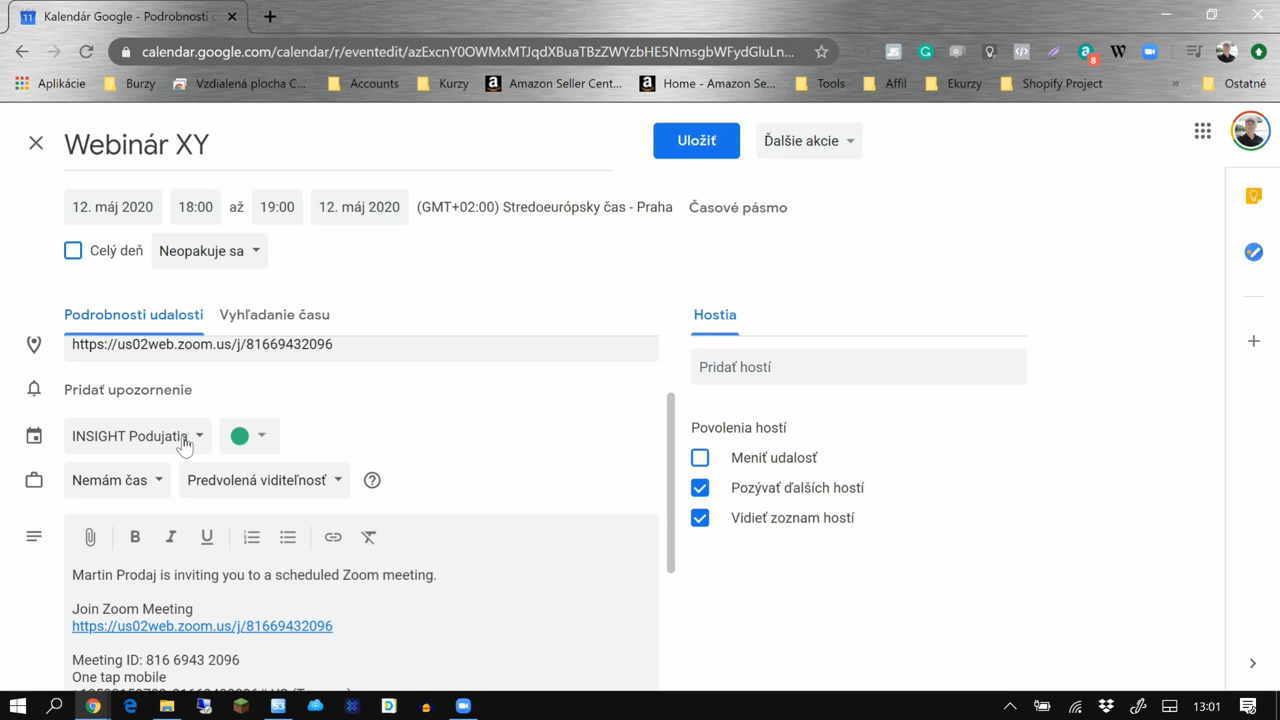 Kalendár Google - Podrobnosti
calendar.google.com/calendar/r/eventedit/azExcnY0OWMxMTJqdXBuaTBzZWYzbHE5NmsgbWFydGluLn...
Aplikácie Burzy Vzdialená plocha C... Accounts Kurzy Amazon Seller Cent... Home - Amazon Se... Tools Affil Ekurzy Shopify Project » Ostatné
Webinár XY
Uložiť
Ďalšie akcie
12. máj 2020 18:00 až 19:00 12. máj 2020 (GMT+02:00) Stredoeurópsky čas - Praha Časové pásmo
Celý deň Neopakuje sa
Podrobnosti udalosti Vyhľadanie času
Hostia
https://us02web.zoom.us/j/81669432096
Pridať hostí
Pridať upozornenie
Povolenia hostí
INSIGHT Podujatia
Meniť udalosť
Nemám čas Predvolená viditeľnosť
Pozývať ďalších hostí
Vidieť zoznam hostí
B I U
Martin Prodaj is inviting you to a scheduled Zoom meeting.
Join Zoom Meeting
https://us02web.zoom.us/j/81669432096
Meeting ID: 816 6943 2096
One tap mobile
13:01